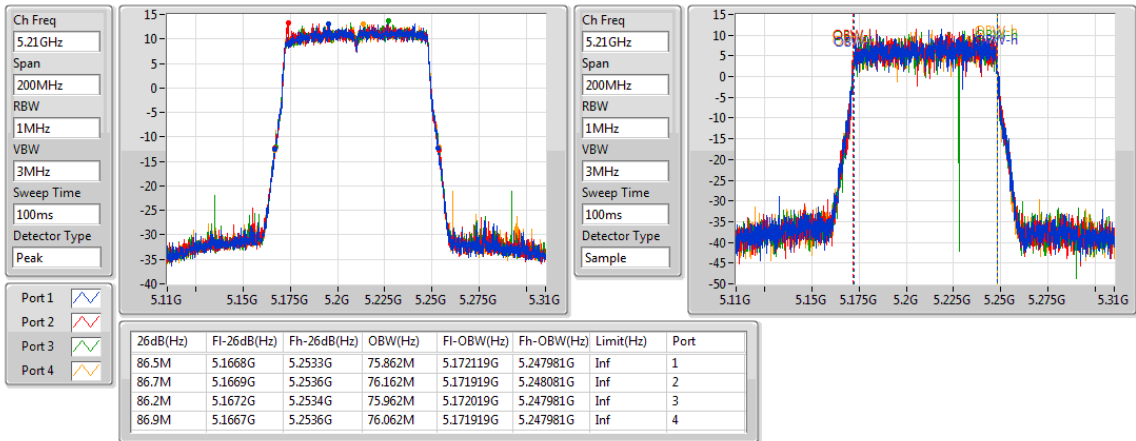 Ch Freq
5.21GHz
Span
200MHz
RBW
1MHz
VBW
3MHz
Sweep Time
100ms
Detector Type
Peak
15
10
5
0
-5
-10
-15
-20
-25
-30
-35
-40
5.11G 5.15G 5.175G 5.2G 5.225G 5.25G 5.275G 5.31G
Ch Freq
5.21GHz
Span
200MHz
RBW
1MHz
VBW
3MHz
Sweep Time
100ms
Detector Type
Sample
15
10
5
0
-5
-10
-15
-20
-25
-30
-35
-40
-45
-50
5.11G 5.15G 5.175G 5.2G 5.225G 5.25G 5.275G 5.31G
Port 1
Port 2
Port 3
Port 4
26dB(Hz) Fl-26dB(Hz) Fh-26dB(Hz) OBW(Hz) Fl-OBW(Hz) Fh-OBW(Hz) Limit(Hz) Port
86.5M 5.1668G 5.2533G 75.862M 5.172119G 5.247981G Inf 1
86.7M 5.1669G 5.2536G 76.162M 5.171919G 5.248081G Inf 2
86.2M 5.1672G 5.2534G 75.962M 5.172019G 5.247981G Inf 3
86.9M 5.1667G 5.2536G 76.062M 5.171919G 5.247981G Inf 4